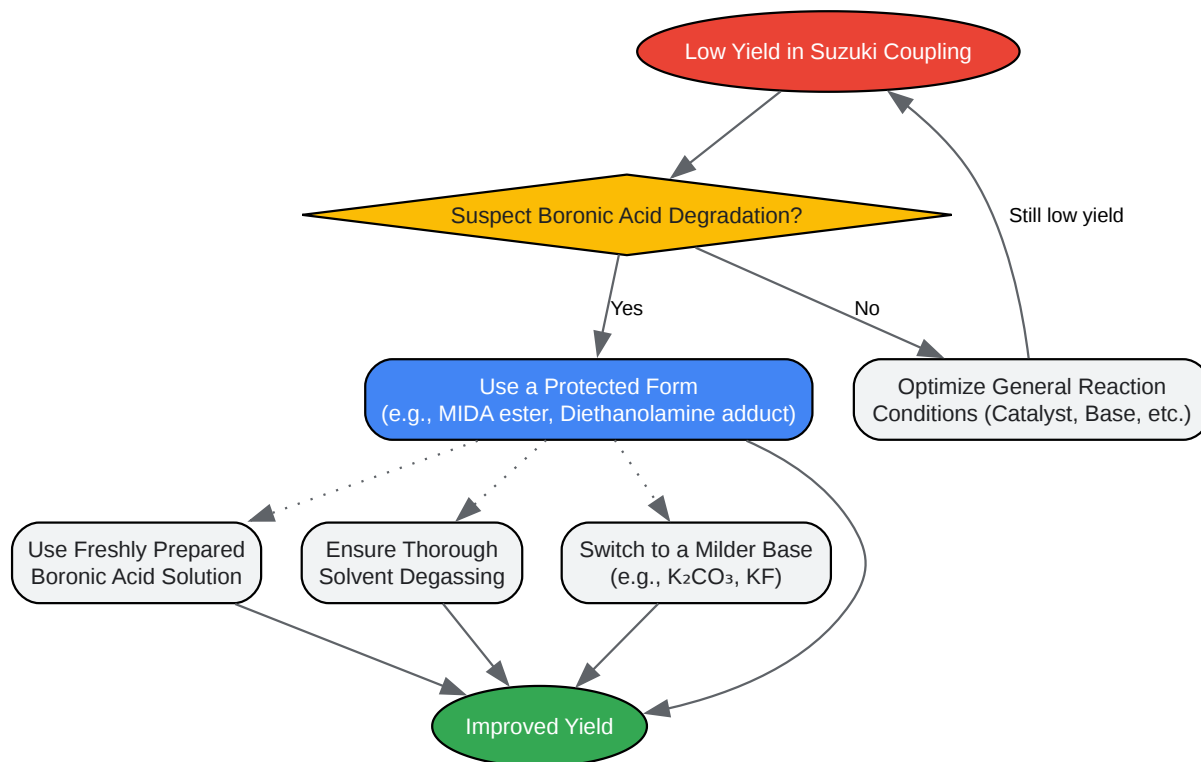 Low Yield in Suzuki Coupling
Suspect Boronic Acid Degradation?
Still low yield
Yes
No
Use a Protected Form
(e.g., MIDA ester, Diethanolamine adduct)
Optimize General Reaction
Conditions (Catalyst, Base, etc.)
Use Freshly Prepared
Boronic Acid Solution
Ensure Thorough
Solvent Degassing
Switch to a Milder Base
(e.g., K₂CO₃, KF)
Improved Yield